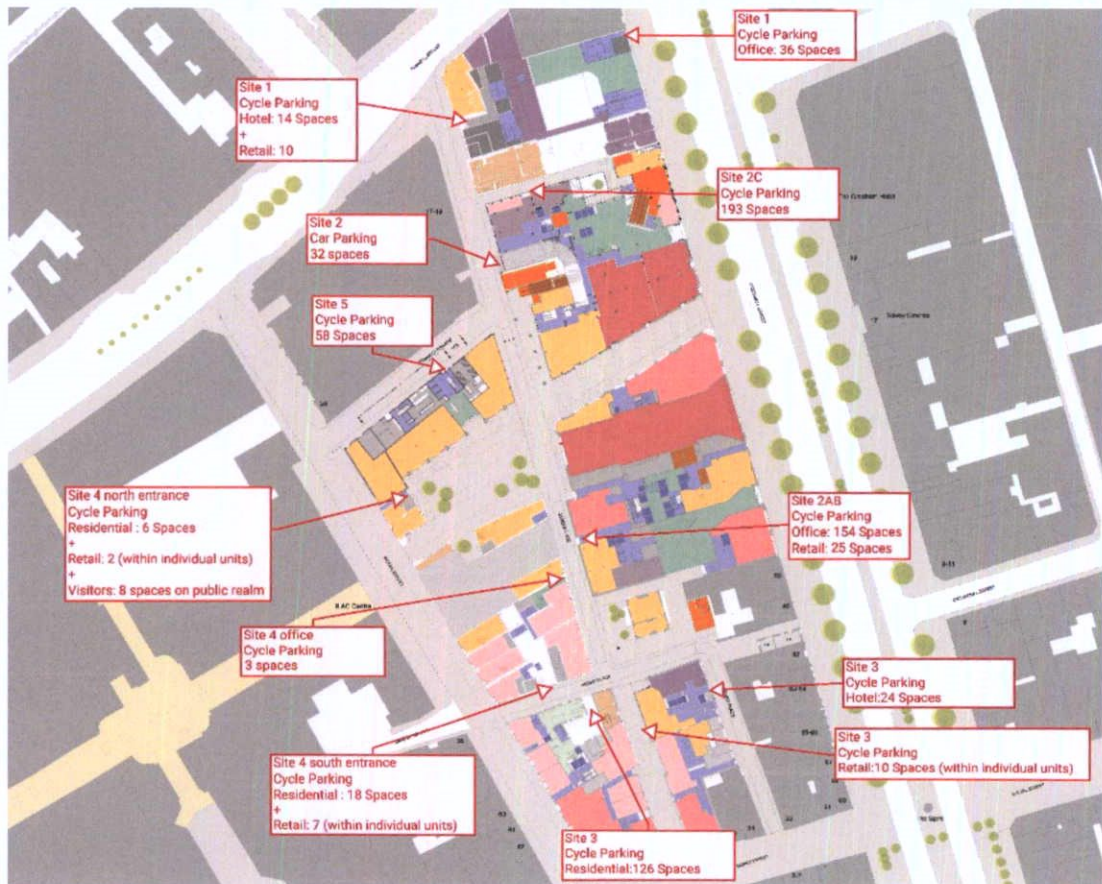 Site 1
Cycle Parking
Office: 36 Spaces
Site 1
Cycle Parking
Hotel: 14 Spaces
+
Retail: 10
Site 2C
Cycle Parking
193 Spaces
Site 2
Car Parking
32 spaces
Site 5
Cycle Parking
58 Spaces
Site 4 north entrance
Cycle Parking
Residential : 6 Spaces
+
Retail: 2 (within individual units)
+
Visitors: 8 spaces on public realm
Site 2AB
Cycle Parking
Office: 154 Spaces
Retail: 25 Spaces
Site 4 office
Cycle Parking
3 spaces
Site 3
Cycle Parking
Hotel:24 Spaces
Site 3
Cycle Parking
Retail:10 Spaces (within individual units)
Site 4 south entrance
Cycle Parking
Residential : 18 Spaces
+
Retail: 7 (within individual units)
Site 3
Cycle Parking
Residential:126 Spaces